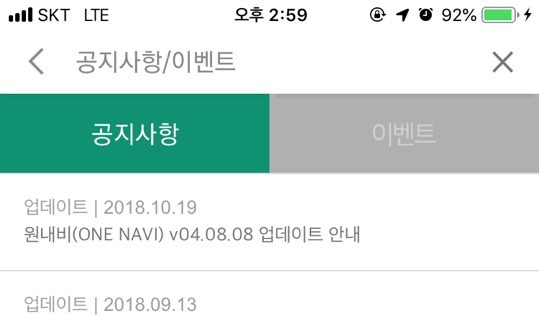 SKT LTE 오후 2:59 92%
공지사항/이벤트
공지사항 이벤트
업데이트 | 2018.10.19
원내비(ONE NAVI) v04.08.08 업데이트 안내
업데이트 | 2018.09.13